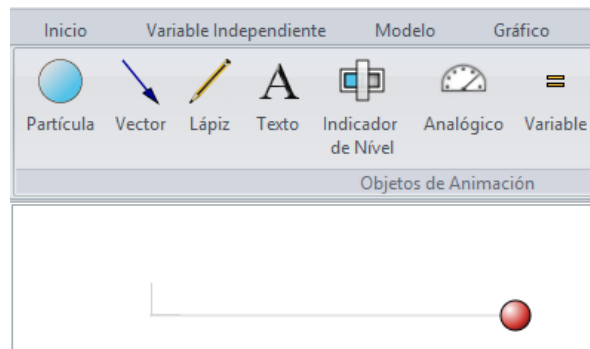 Inicio Variable Independiente Modelo Gráfico
Partícula Vector Lápiz Texto Indicador de Nível Analógico Variable
Objetos de Animación